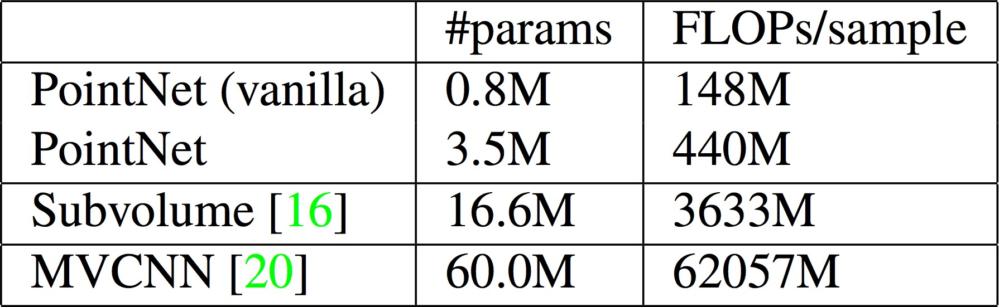 #params FLOPs/sample
PointNet (vanilla) 0.8M 148M
PointNet 3.5M 440M
Subvolume [16] 16.6M 3633M
MVCNN [20] 60.0M 62057M